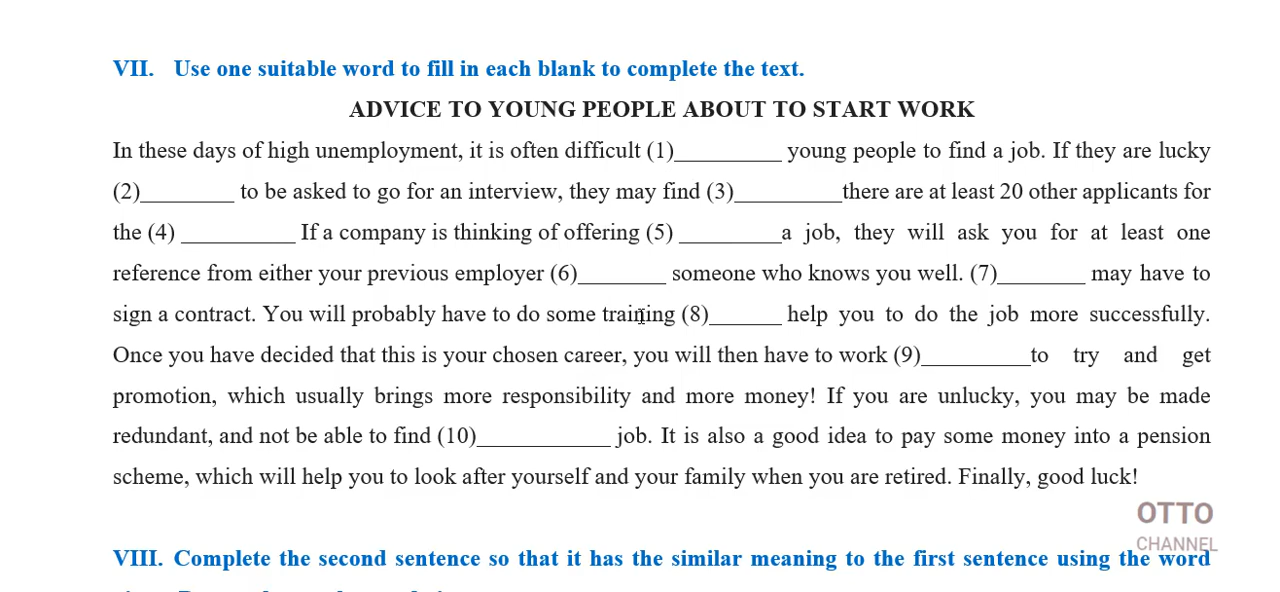 VII. Use one suitable word to fill in each blank to complete the text.
ADVICE TO YOUNG PEOPLE ABOUT TO START WORK
In these days of high unemployment, it is often difficult (1)_________ young people to find a job. If they are lucky
(2)________ to be asked to go for an interview, they may find (3)_________there are at least 20 other applicants for
the (4) __________ If a company is thinking of offering (5) _________a job, they will ask you for at least one
reference from either your previous employer (6)________ someone who knows you well. (7)________ may have to
sign a contract. You will probably have to do some training (8)______ help you to do the job more successfully.
Once you have decided that this is your chosen career, you will then have to work (9)_________to try and get
promotion, which usually brings more responsibility and more money! If you are unlucky, you may be made
redundant, and not be able to find (10)___________ job. It is also a good idea to pay some money into a pension
scheme, which will help you to look after yourself and your family when you are retired. Finally, good luck!
OTTO
CHANNEL
VIII. Complete the second sentence so that it has the similar meaning to the first sentence using the word